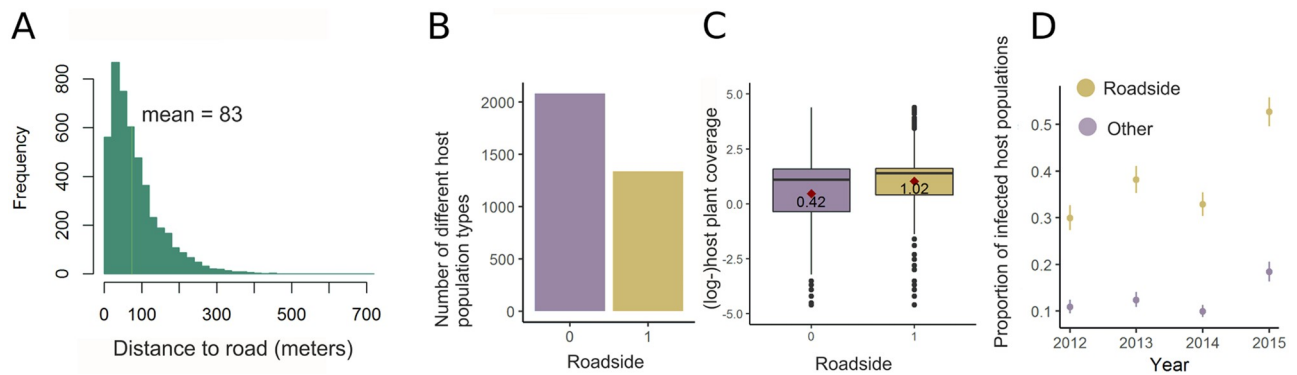 A
Frequency
0
200
400
600
800
mean = 83
0
100
300
500
700
Distance to road (meters)
B
Number of different host
population types
2000
1500
1000
500
0
0
1
Roadside
C
(log-)host plant coverage
5.0
2.5
0.0
-2.5
-5.0
0.42
1.02
0
1
Roadside
D
Proportion of infected host populations
Roadside
Other
0.5
0.4
0.3
0.2
0.1
2012
2013
2014
2015
Year